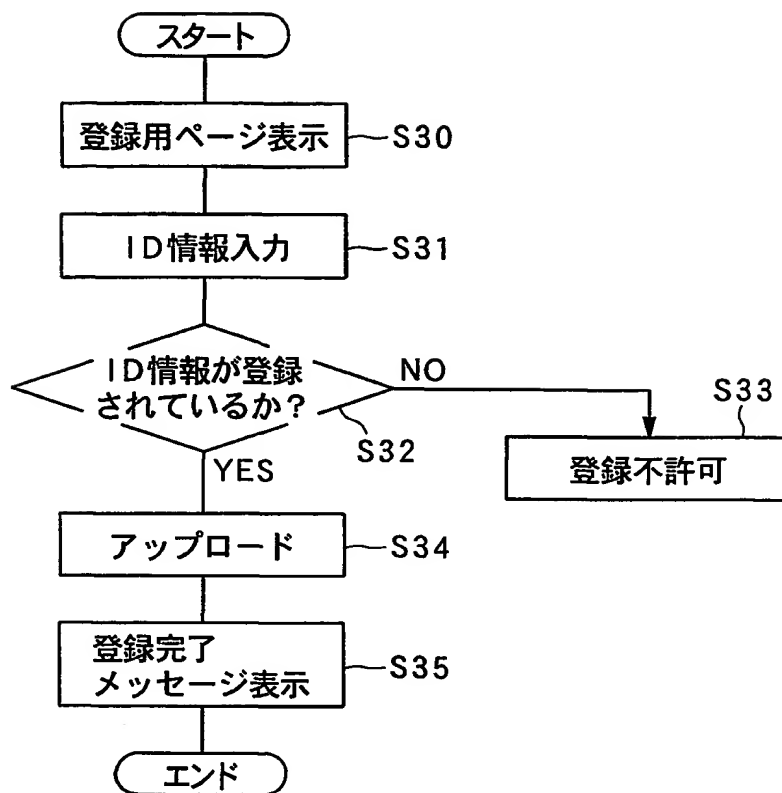 スタート
登録用ページ表示
S30
ID情報入力
S31
ID情報が登録
されているか？
NO
S32
S33
登録不許可
YES
アップロード
S34
登録完了
メッセージ表示
S35
エンド